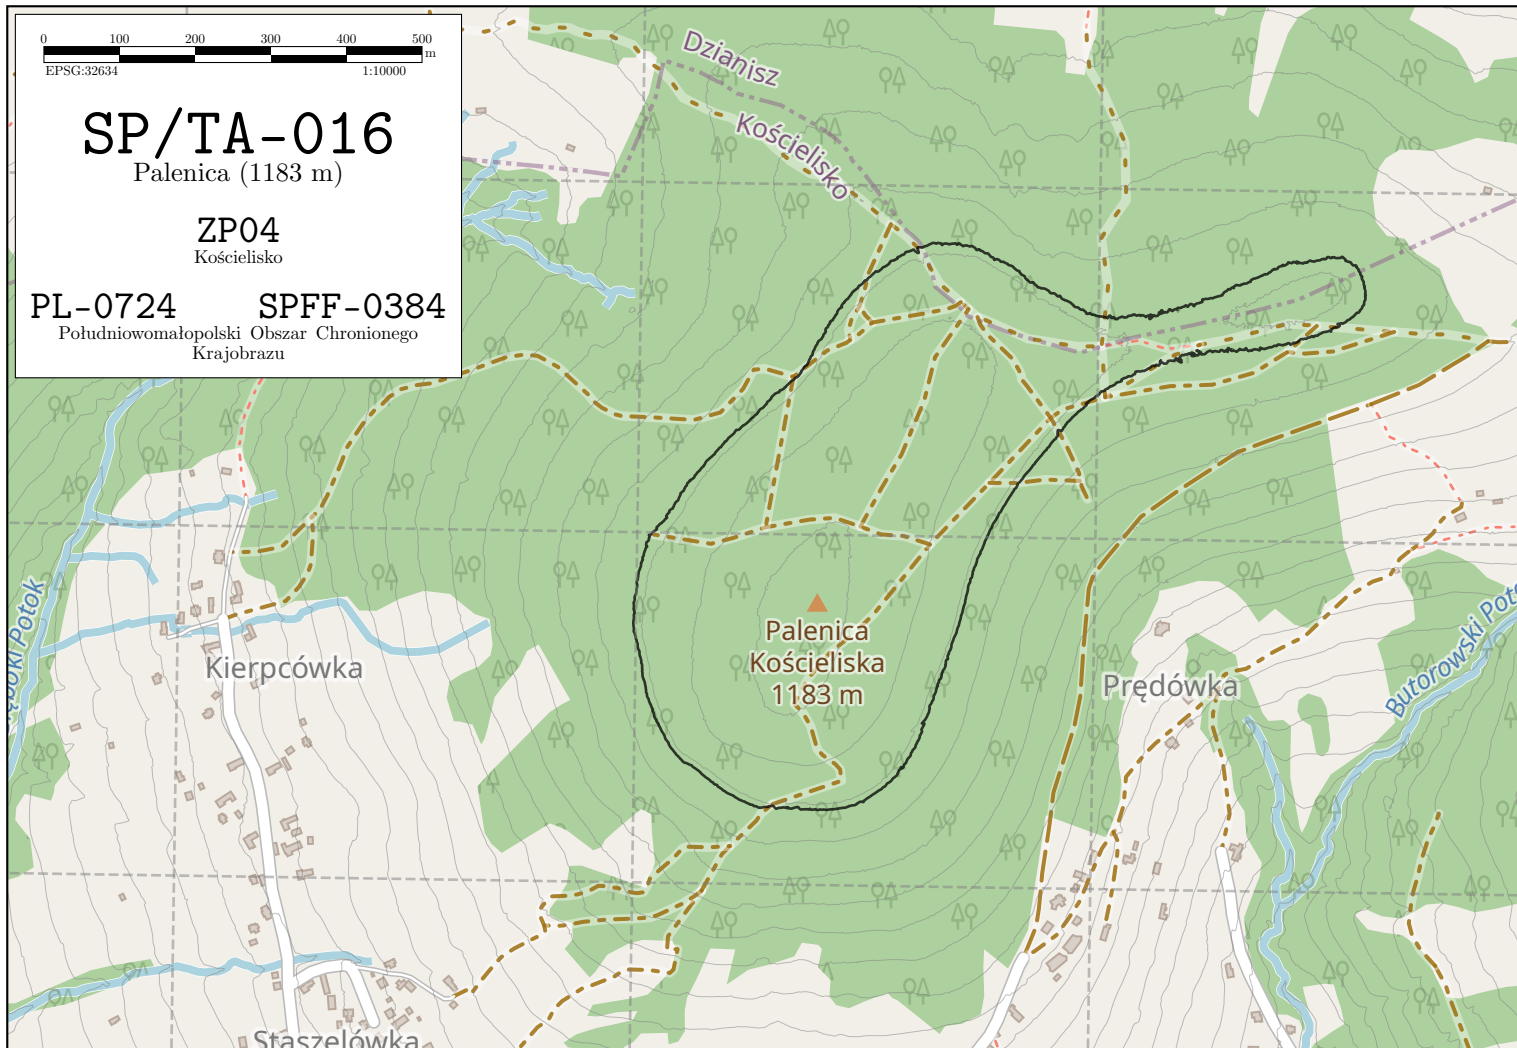 0 100 200 300 400 500
m
EPSG:32634 1:10000
SP/TA-016
Palenica (1183 m)
ZP04
Kościelisko
PL-0724 SPFF-0384
Południowomałopolski Obszar Chronionego
Krajobrazu
Dzianisz
Kościelisko
Palenica
Kościeliska
1183 m
Kierpcówka
Prędówka
Potok
Butorowski
Staszelówka